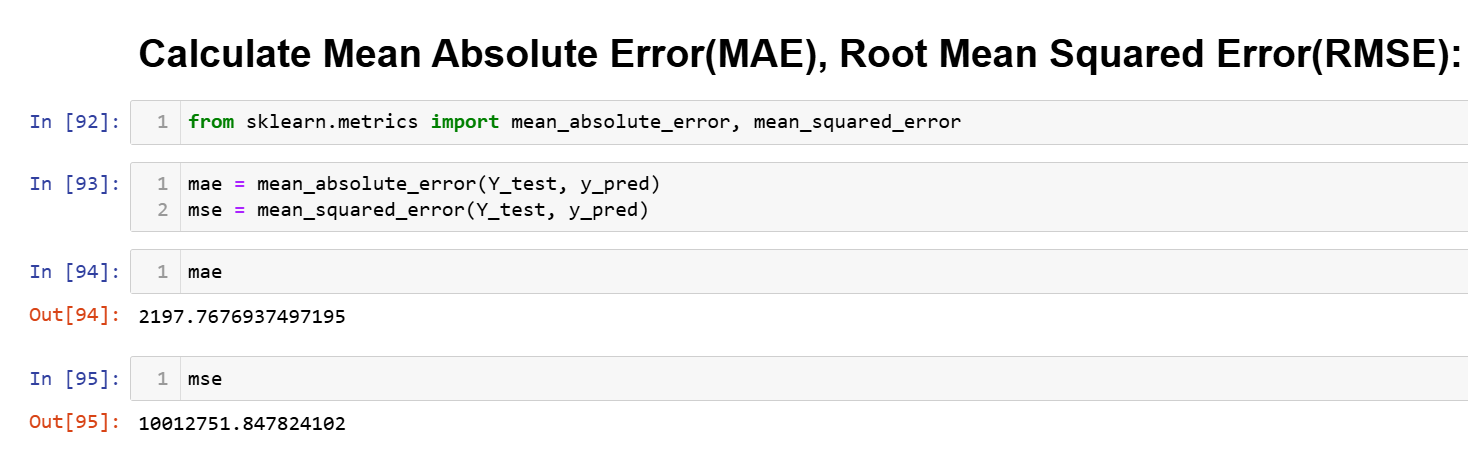 Calculate Mean Absolute Error(MAE), Root Mean Squared Error(RMSE):
In [92]: 1 from sklearn.metrics import mean_absolute_error, mean_squared_error
In [93]: 1 mae = mean_absolute_error(Y_test, y_pred)
2 mse = mean_squared_error(Y_test, y_pred)
In [94]: 1 mae
Out[94]: 2197.7676937497195
In [95]: 1 mse
Out[95]: 10012751.847824102